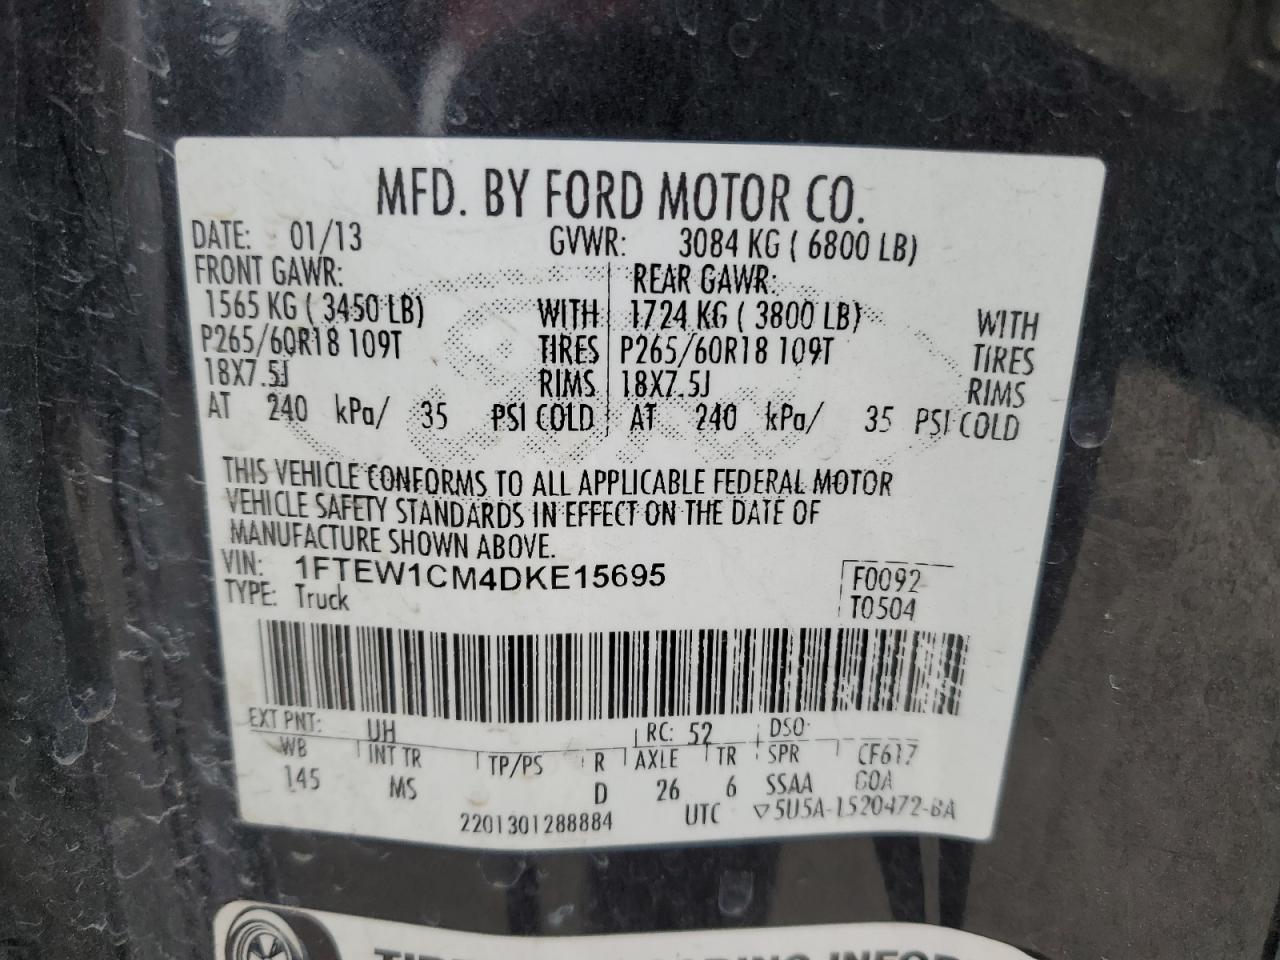 MFD. BY FORD MOTOR CO.
DATE: 01/13 GVWR: 3084 KG ( 6800 LB)
FRONT GAWR: REAR GAWR:
1565 KG ( 3450 LB) WITH 1724 KG ( 3800 LB) WITH
P265/60R18 109T TIRES P265/60R18 109T TIRES
18X7.5J RIMS 18X7.5J RIMS
AT 240 kPa/ 35 PSI COLD AT 240 kPa/ 35 PSI COLD
THIS VEHICLE CONFORMS TO ALL APPLICABLE FEDERAL MOTOR
VEHICLE SAFETY STANDARDS IN EFFECT ON THE DATE OF
MANUFACTURE SHOWN ABOVE.
VIN: 1FTEW1CM4DKE15695 F0092
TYPE: Truck T0504
EXT PNT: UH RC: 52 DSO:
WB INT TR TP/PS R AXLE TR SPR CF617
145 MS D 26 6 SSAA GOA
2201301288884 UTC ▽5U5A-1520472-BA